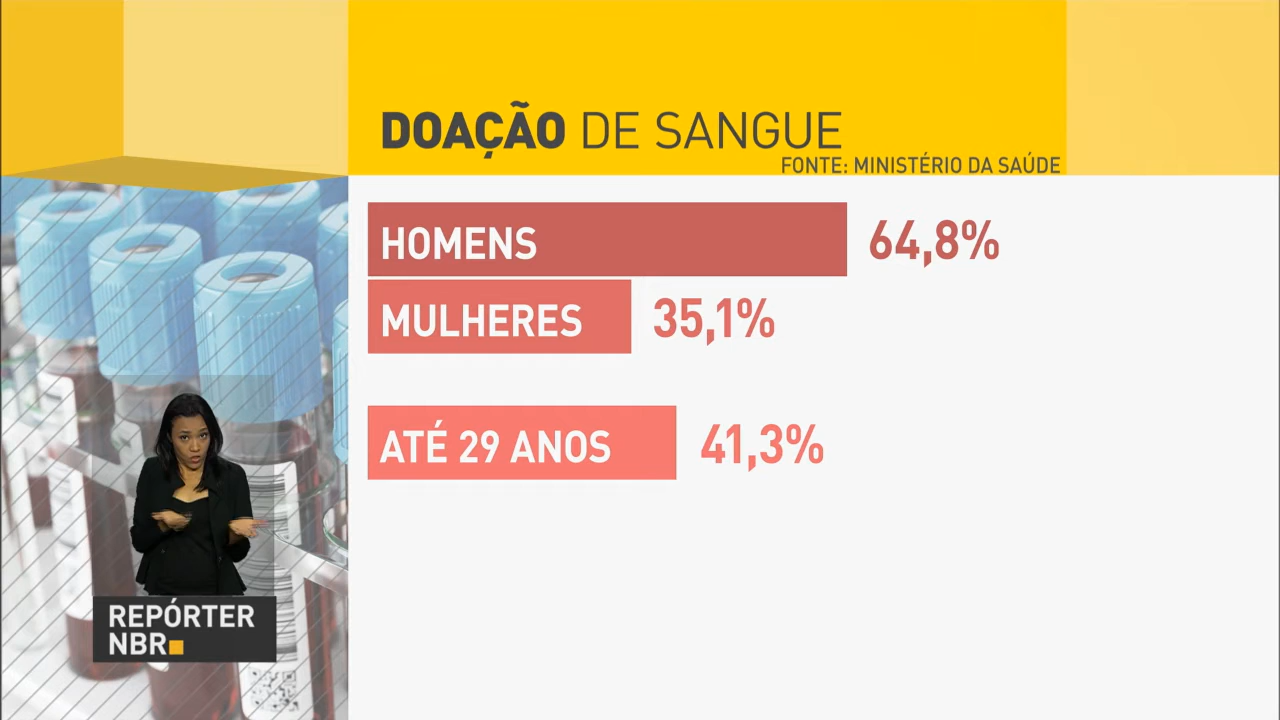 DOAÇÃO DE SANGUE
FONTE: MINISTÉRIO DA SAÚDE
HOMENS 64,8%
MULHERES 35,1%
ATÉ 29 ANOS 41,3%
REPÓRTER
NBR